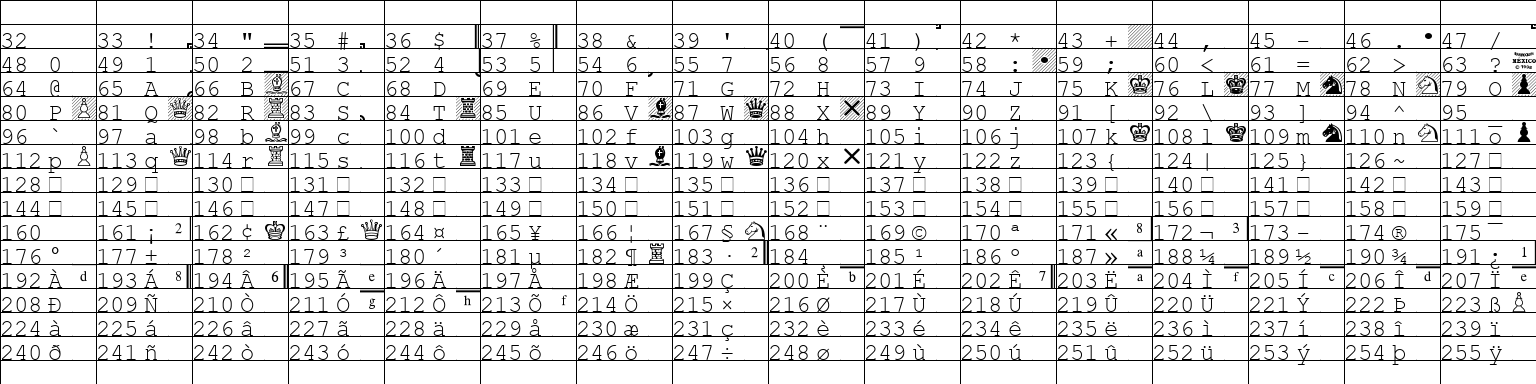 32 33 ! 34 " 35 # 36 $ 37 % 38 & 39 ' 40 ( 41 ) 42 * 43 + 44 , 45 - 46 . 47 /
48 0 49 1 50 2 51 3 52 4 53 5 54 6 55 7 56 8 57 9 58 : 59 ; 60 < 61 = 62 > 63 ? MEXICO
64 @ 65 A 66 B 67 C 68 D 69 E 70 F 71 G 72 H 73 I 74 J 75 K 76 L 77 M 78 N 79 O
80 P 81 Q 82 R 83 S 84 T 85 U 86 V 87 W 88 X 89 Y 90 Z 91 [ 92 \ 93 ] 94 ^ 95
96 ` 97 a 98 b 99 c 100 d 101 e 102 f 103 g 104 h 105 i 106 j 107 k 108 l 109 m 110 n 111 o
112 p 113 q 114 r 115 s 116 t 117 u 118 v 119 w 120 x 121 y 122 z 123 { 124 | 125 } 126 ~ 127
128 129 130 131 132 133 134 135 136 137 138 139 140 141 142 143
144 145 146 147 148 149 150 151 152 153 154 155 156 157 158 159
160 161 ¡ 2 162 ¢ 163 £ 164 ¤ 165 ¥ 166 ¦ 167 § 168 ¨ 169 © 170 ª 171 « 8 172 ¬ 3 173 - 174 ® 175 ¯
176 ° 177 ± 178 ² 179 ³ 180 ´ 181 µ 182 ¶ 183 · 2 184 ¸ 185 ¹ 186 º 187 » a 188 ¼ 189 ½ 190 ¾ 191 ¿ 1
192 À d 193 Á 8 194 Â 6 195 Ã e 196 Ä 197 Å 198 Æ 199 Ç 200 È b 201 É 202 Ê 7 203 Ë a 204 Ì f 205 Í c 206 Î d 207 Ï e
208 Ð 209 Ñ 210 Ò 211 Ó g 212 Ô h 213 Õ f 214 Ö 215 × 216 Ø 217 Ù 218 Ú 219 Û 220 Ü 221 Ý 222 Þ 223 ß
224 à 225 á 226 â 227 ã 228 ä 229 å 230 æ 231 ç 232 è 233 é 234 ê 235 ë 236 ì 237 í 238 î 239 ï
240 ð 241 ñ 242 ò 243 ó 244 ô 245 õ 246 ö 247 ÷ 248 ø 249 ù 250 ú 251 û 252 ü 253 ý 254 þ 255 ÿ